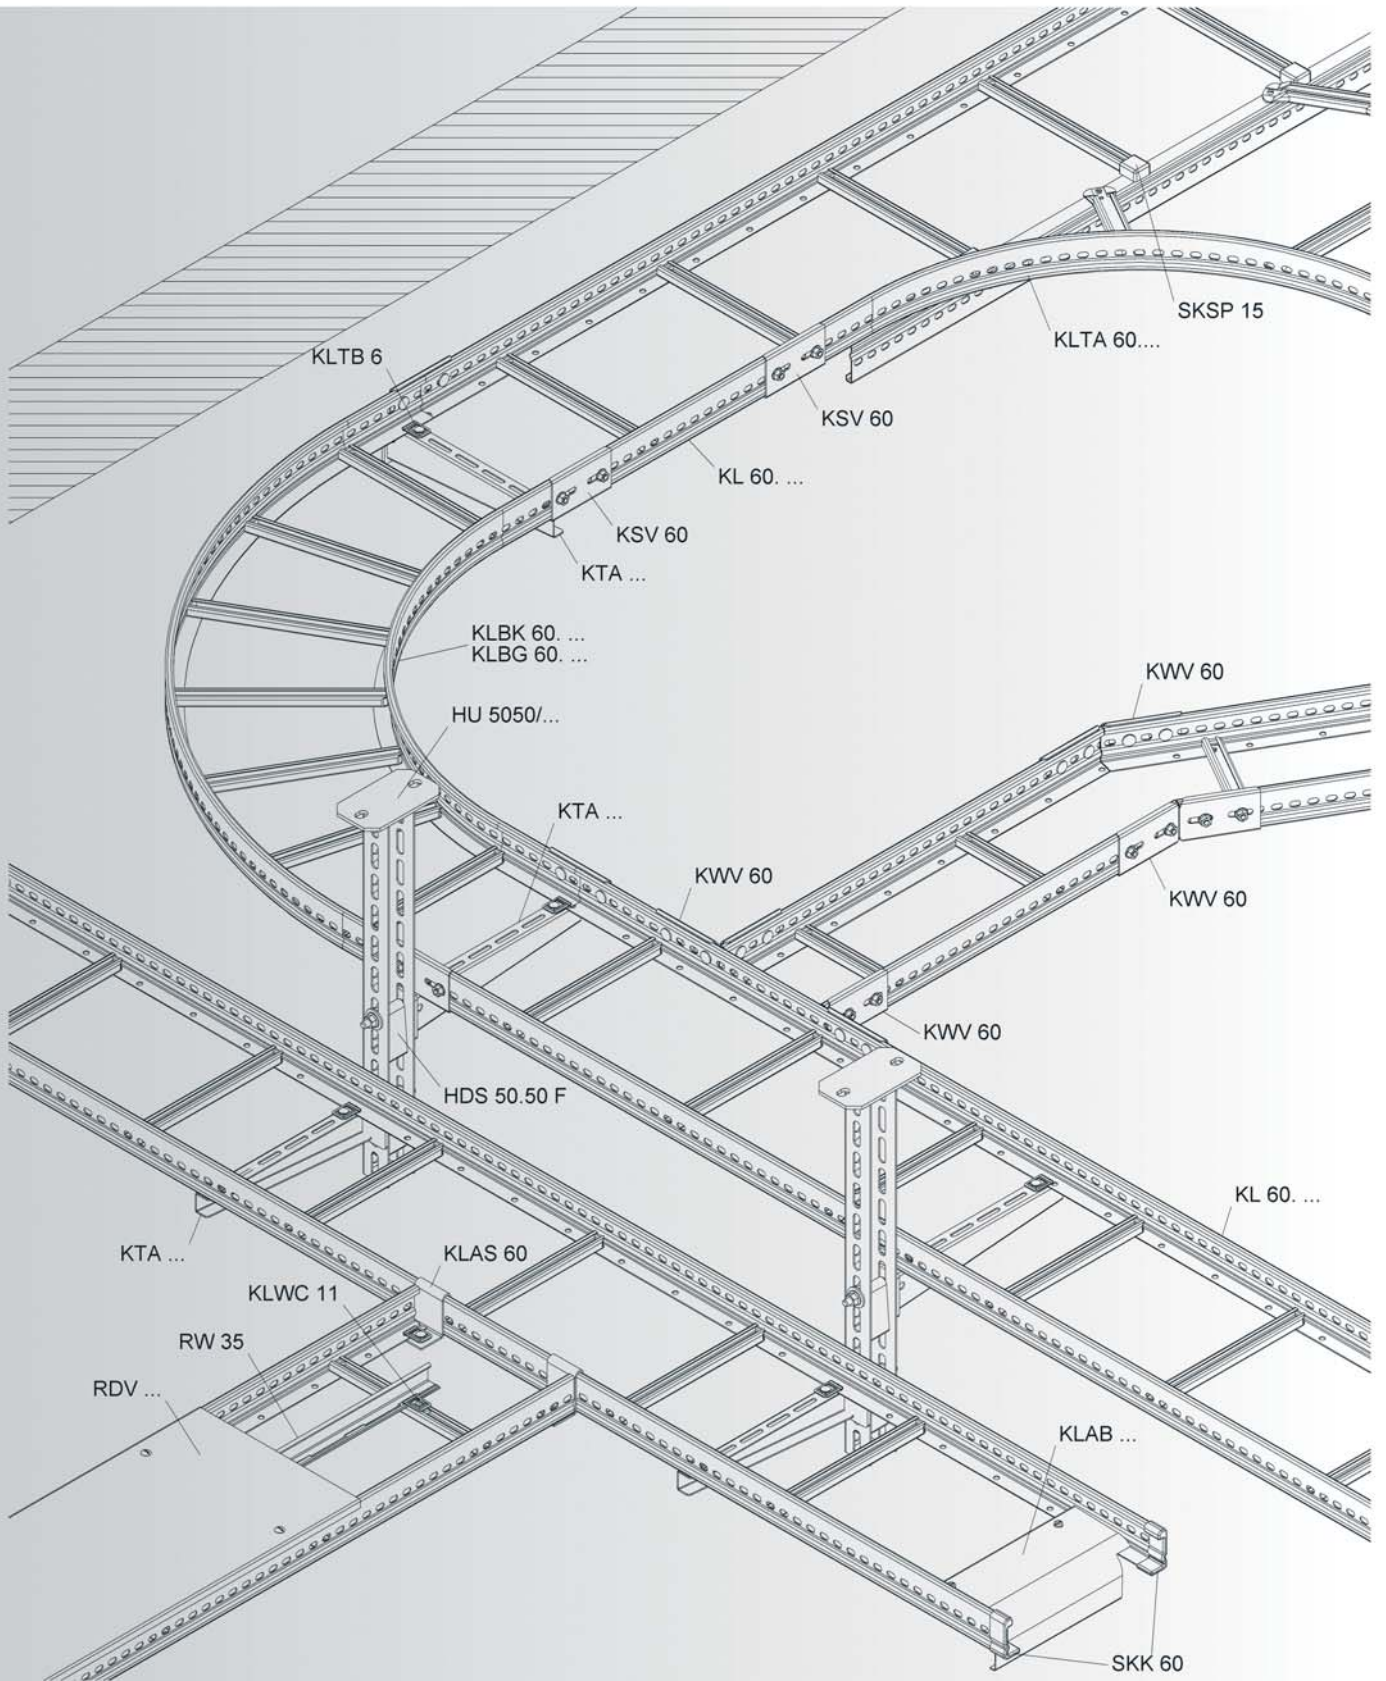 SKSP 15
KLTA 60....
KLTB 6
KSV 60
KL 60. ...
KSV 60
KTA ...
KLBK 60. ...
KLBG 60. ...
KWV 60
HU 5050/...
KTA ...
KWV 60
KWV 60
KWV 60
HDS 50.50 F
KL 60. ...
KTA ...
KLAS 60
KLWC 11
RW 35
RDV ...
KLAB ...
SKK 60